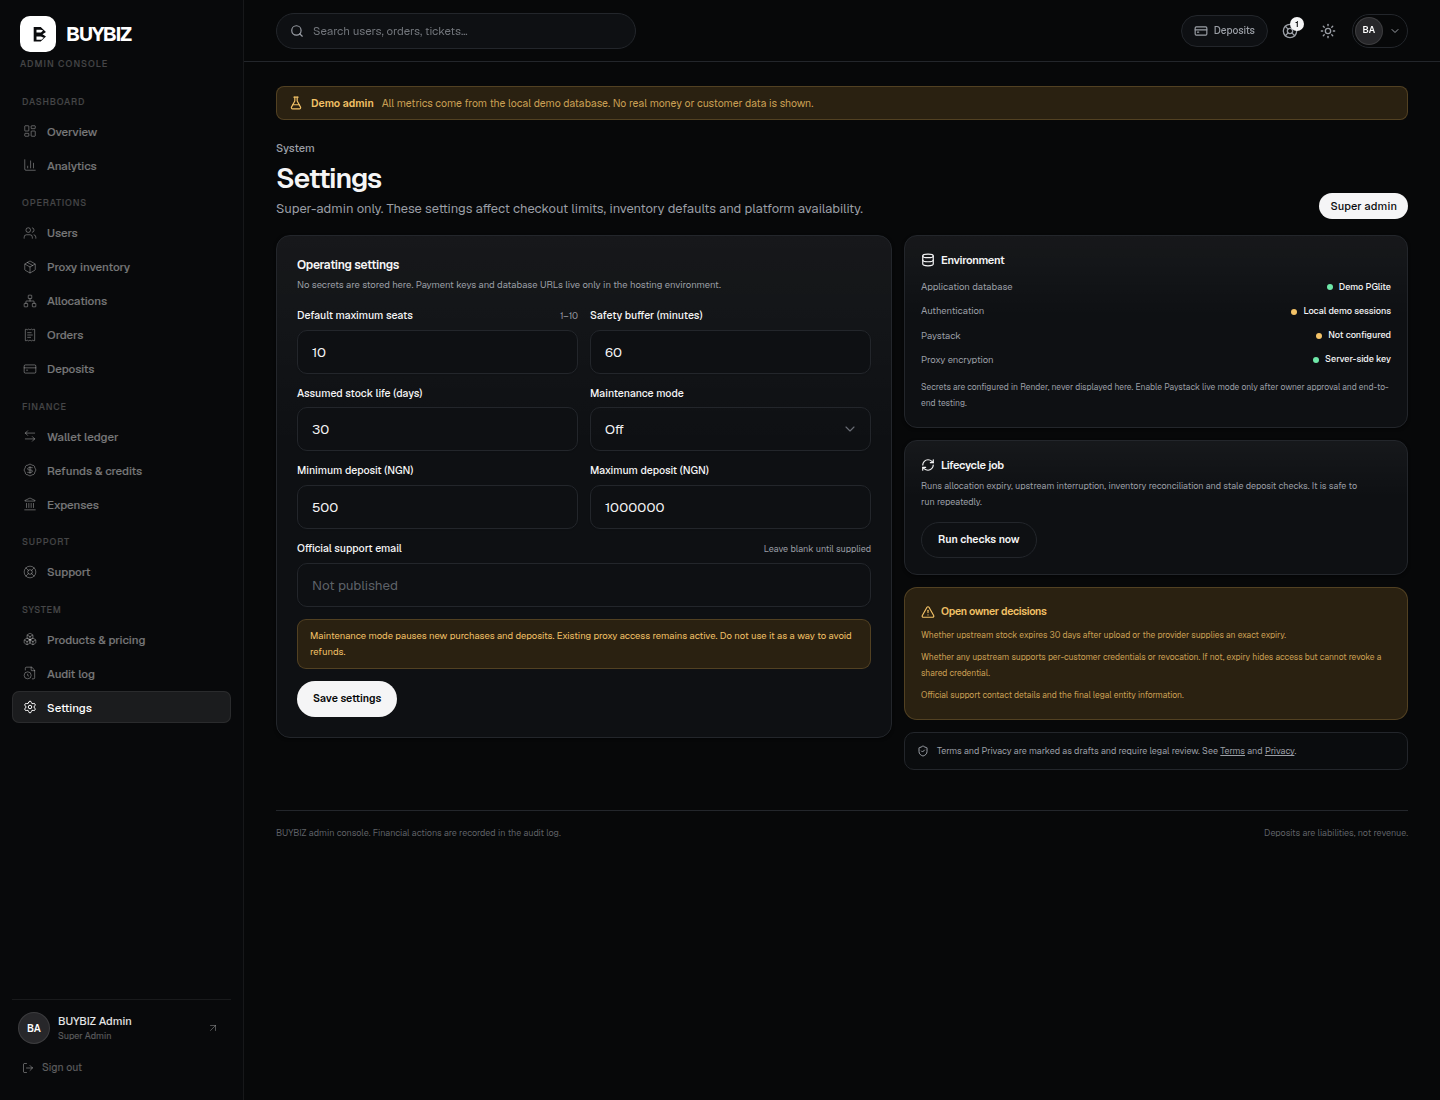 BUYBIZ
ADMIN CONSOLE
DASHBOARD
Overview
Analytics
OPERATIONS
Users
Proxy inventory
Allocations
Orders
Deposits
FINANCE
Wallet ledger
Refunds & credits
Expenses
SUPPORT
Support
SYSTEM
Products & pricing
Audit log
Settings
BA
BUYBIZ Admin
Super Admin
Sign out
Search users, orders, tickets...
Deposits
1
BA
Demo admin All metrics come from the local demo database. No real money or customer data is shown.
System
Settings
Super-admin only. These settings affect checkout limits, inventory defaults and platform availability.
Super admin
Operating settings
No secrets are stored here. Payment keys and database URLs live only in the hosting environment.
Default maximum seats 1–10
10
Safety buffer (minutes)
60
Assumed stock life (days)
30
Maintenance mode
Off
Minimum deposit (NGN)
500
Maximum deposit (NGN)
1000000
Official support email Leave blank until supplied
Not published
Maintenance mode pauses new purchases and deposits. Existing proxy access remains active. Do not use it as a way to avoid
refunds.
Save settings
Environment
Application database Demo PGlite
Authentication Local demo sessions
Paystack Not configured
Proxy encryption Server-side key
Secrets are configured in Render, never displayed here. Enable Paystack live mode only after owner approval and end-to-
end testing.
Lifecycle job
Runs allocation expiry, upstream interruption, inventory reconciliation and stale deposit checks. It is safe to
run repeatedly.
Run checks now
Open owner decisions
Whether upstream stock expires 30 days after upload or the provider supplies an exact expiry.
Whether any upstream supports per-customer credentials or revocation. If not, expiry hides access but cannot revoke a
shared credential.
Official support contact details and the final legal entity information.
Terms and Privacy are marked as drafts and require legal review. See Terms and Privacy.
BUYBIZ admin console. Financial actions are recorded in the audit log.
Deposits are liabilities, not revenue.